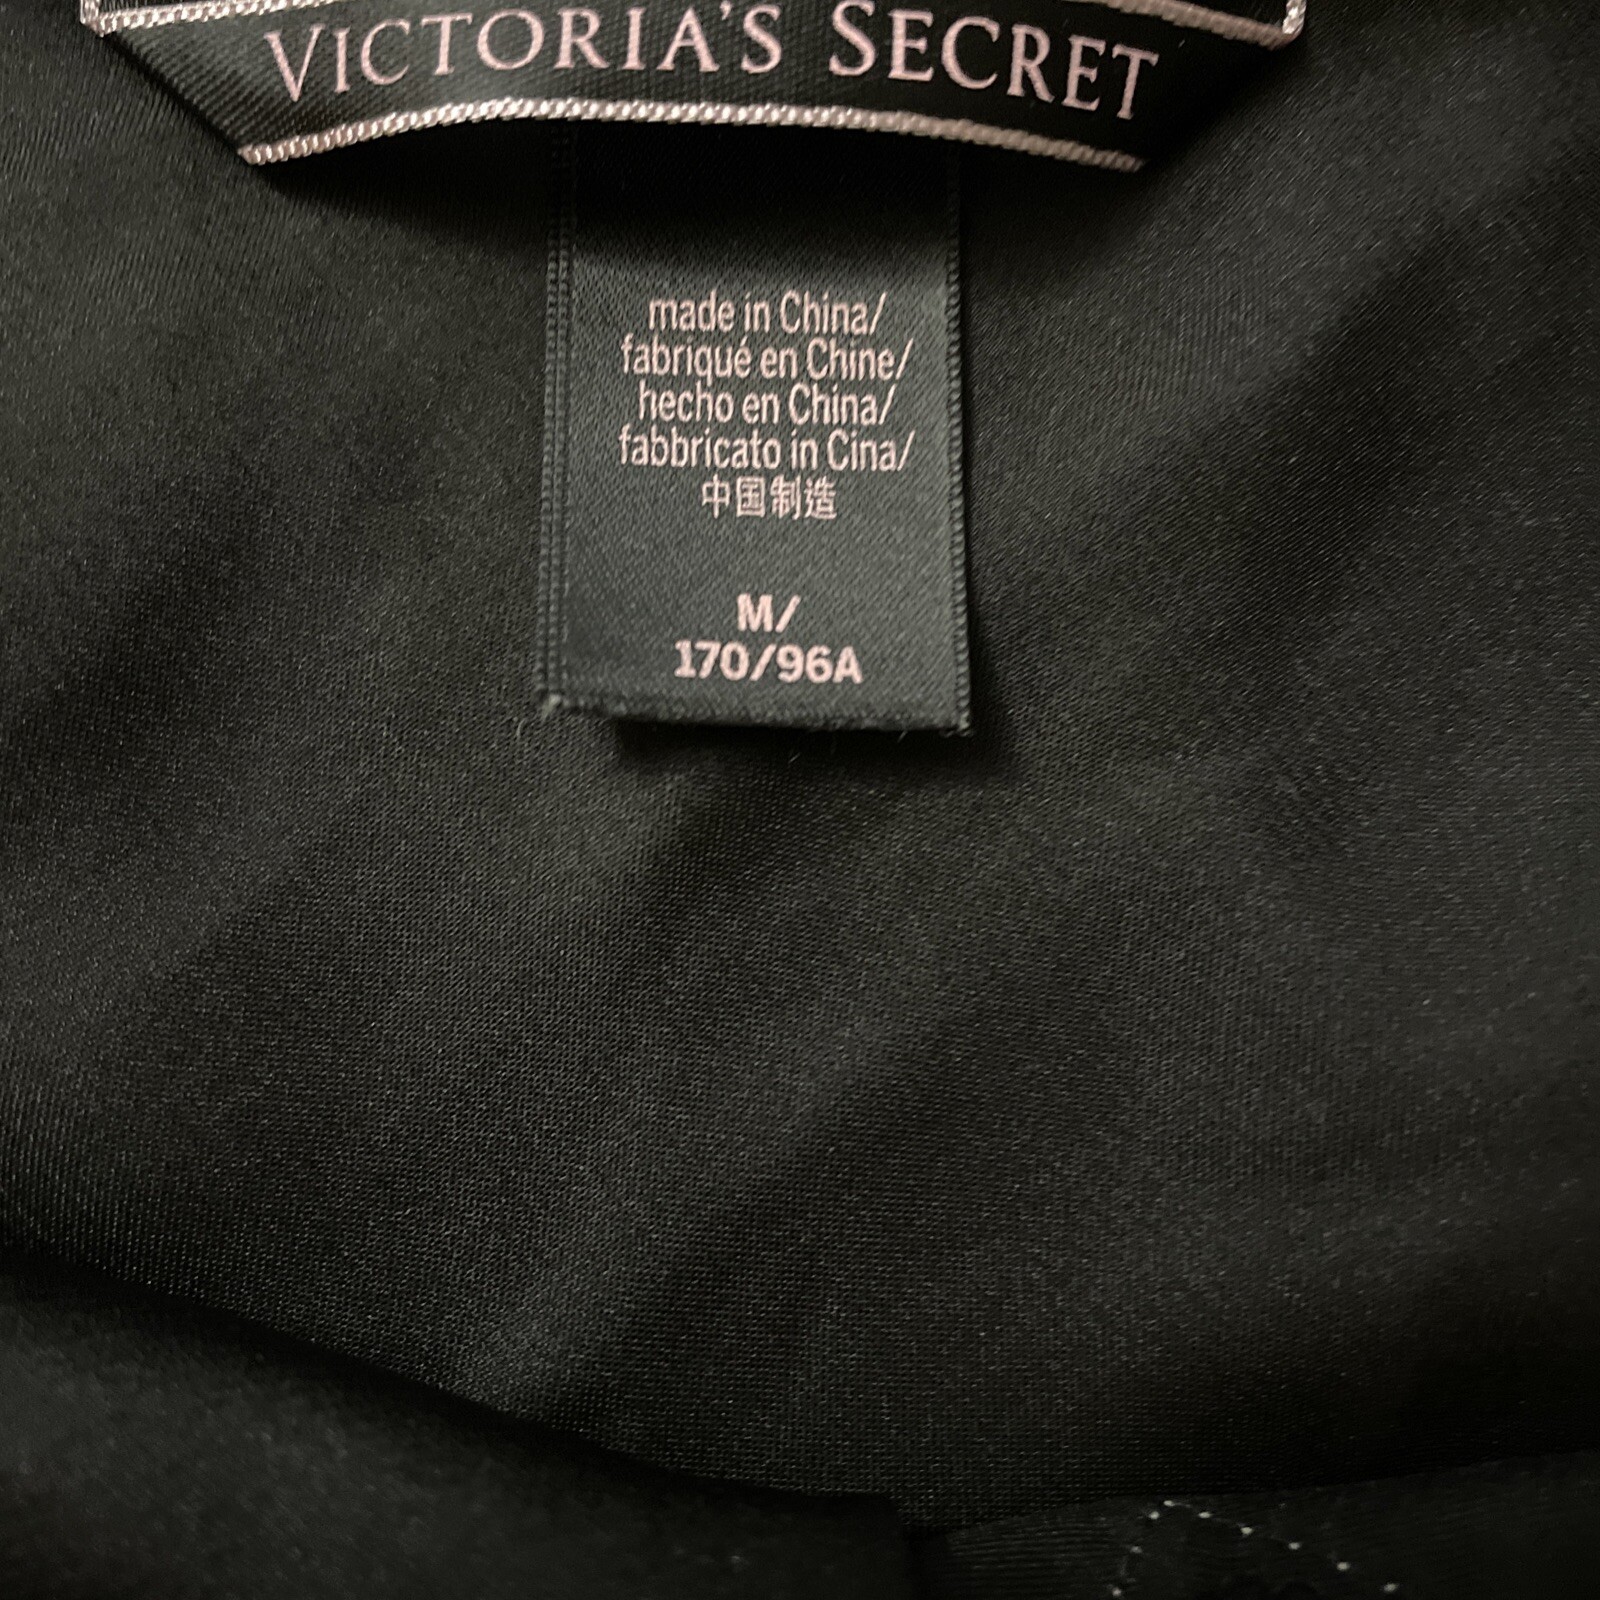 VICTORIA'S SECRET
made in China/
fabriqué en Chine/
hecho en China/
fabbricato in Cina/
中国制造
M/
170/96A